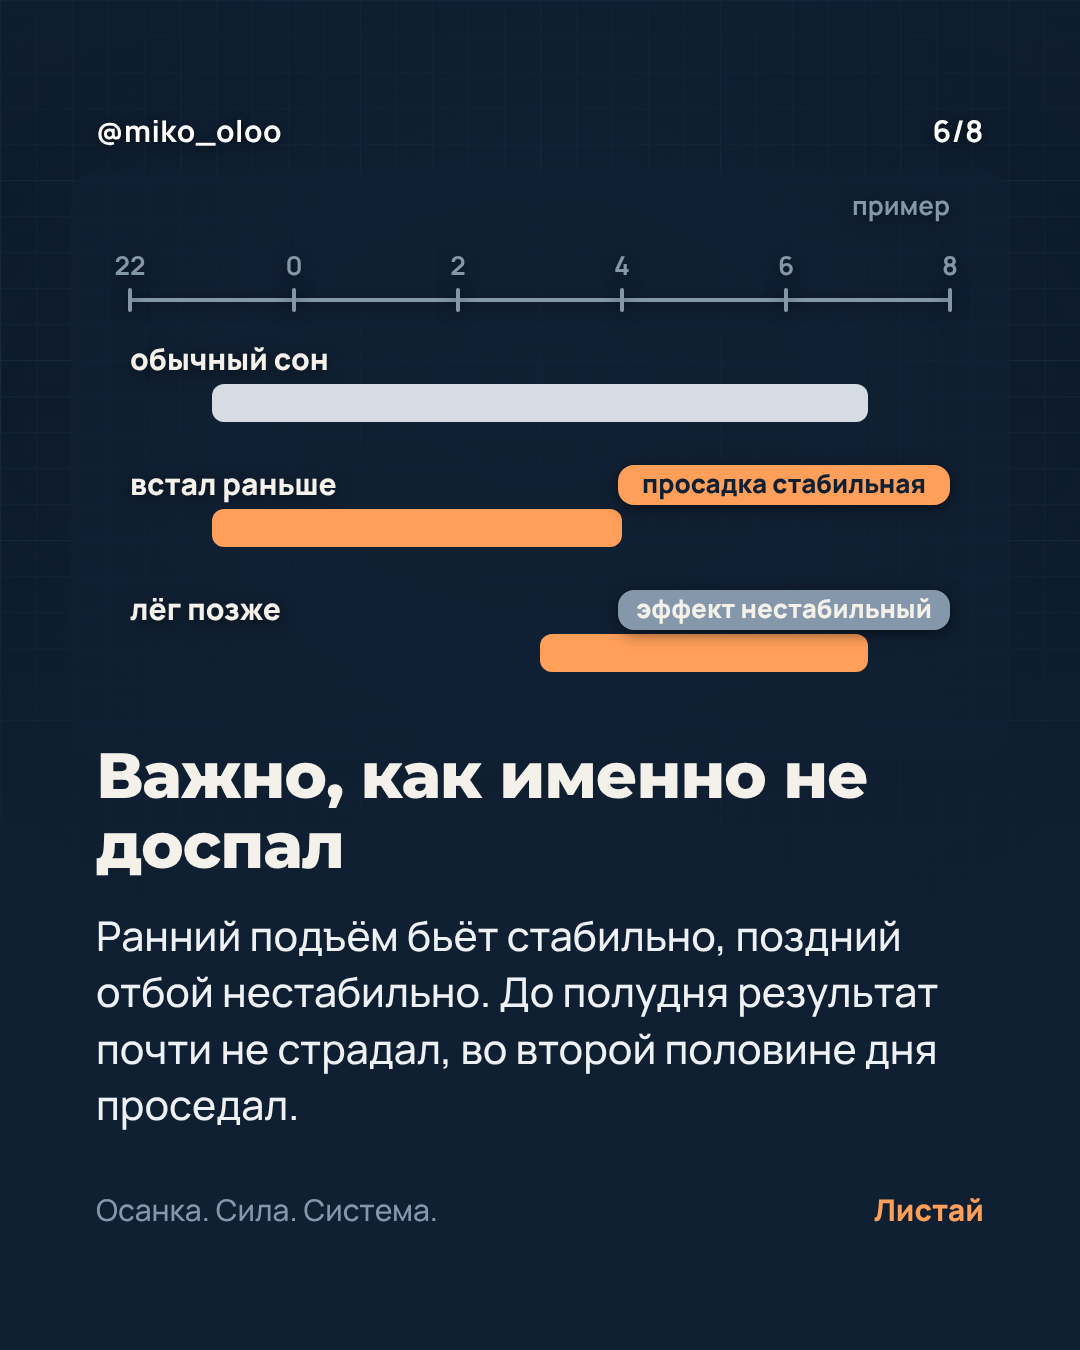 @miko_oloo
6/8
пример
22 0 2 4 6 8
обычный сон
встал раньше
просадка стабильная
лёг позже
эффект нестабильный
Важно, как именно не
доспал
Ранний подъём бьёт стабильно, поздний
отбой нестабильно. До полудня результат
почти не страдал, во второй половине дня
проседал.
Осанка. Сила. Система.
Листай